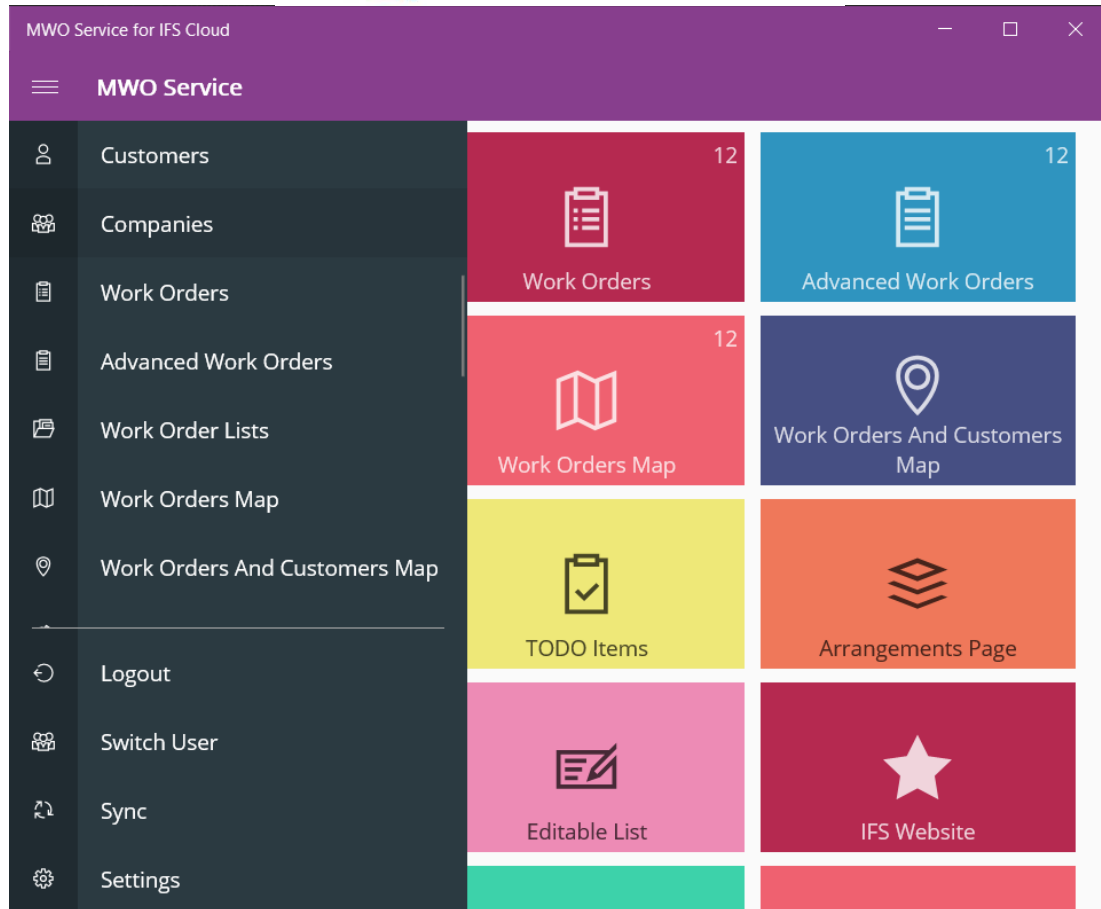 MWO Service for IFS Cloud
MWO Service
Customers
Companies
Work Orders
Advanced Work Orders
Work Order Lists
Work Orders Map
Work Orders And Customers Map
Logout
Switch User
Sync
Settings
12
Work Orders
12
Advanced Work Orders
12
Work Orders Map
Work Orders And Customers
Map
TODO Items
Arrangements Page
Editable List
IFS Website